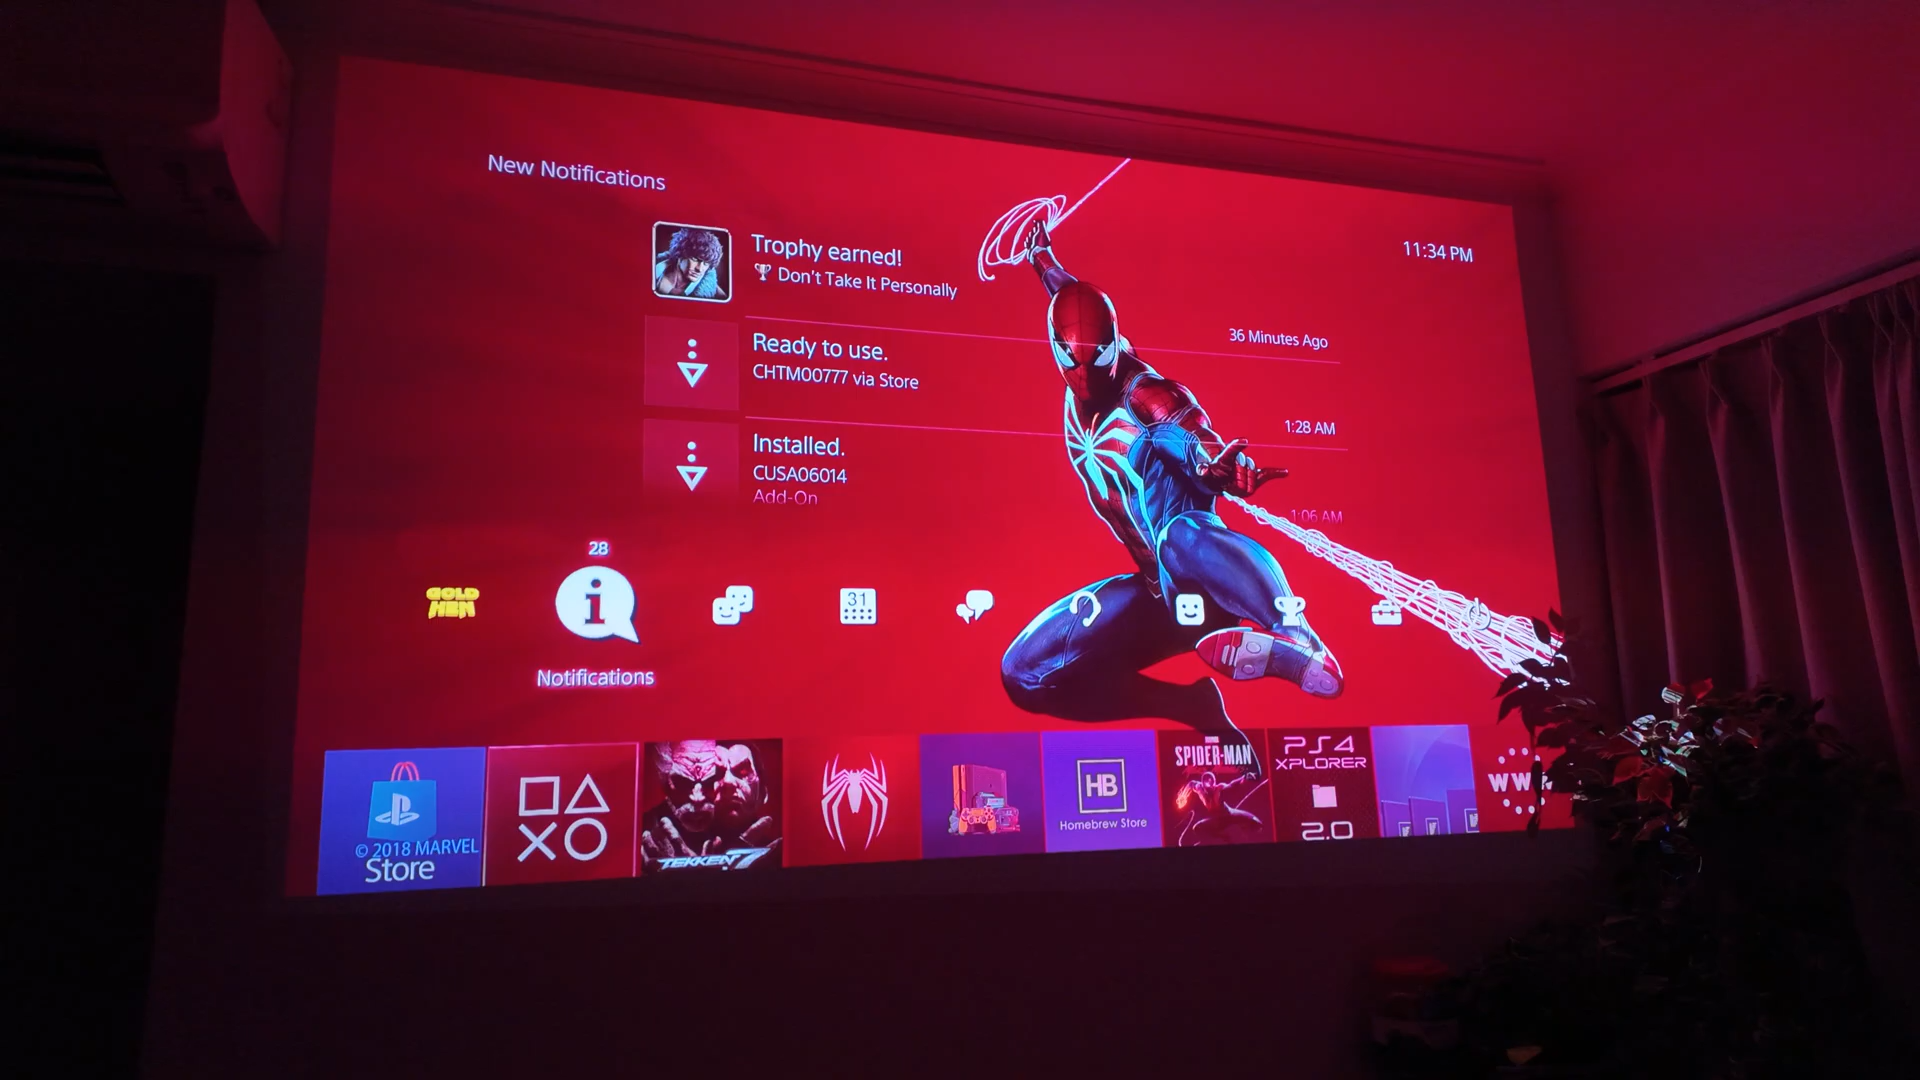 New Notifications
11:34 PM
Trophy earned!
Don't Take It Personally
36 Minutes Ago
Ready to use.
CHTM00777 via Store
1:28 AM
Installed.
CUSA06014
Add-On
1:06 AM
28
GOLD
HEN
31
Notifications
© 2018 MARVEL
Store
TEKKEN 7
HB
Homebrew Store
SPIDER-MAN
PS4
XPLORER
2.0
WWW